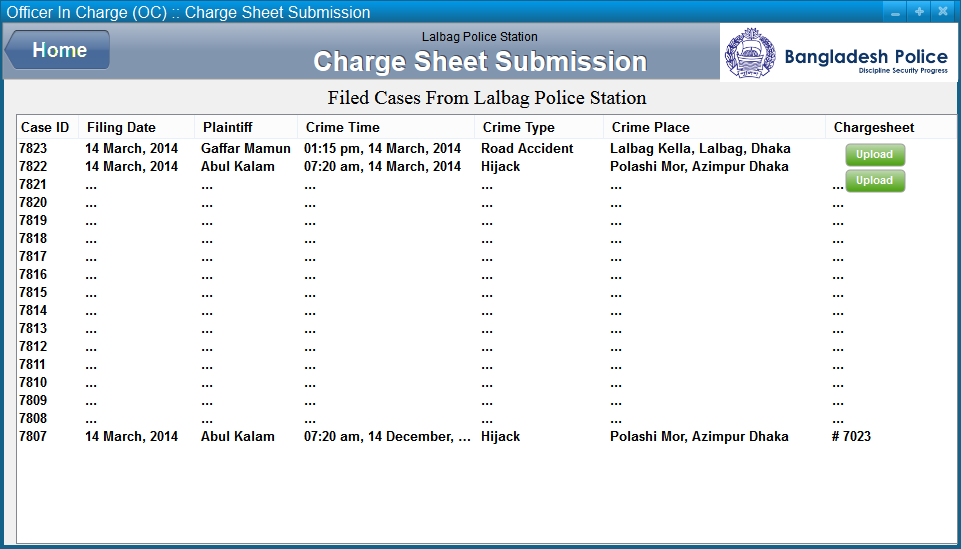 Officer In Charge (OC) :: Charge Sheet Submission
Home
Lalbag Police Station
Charge Sheet Submission
Bangladesh Police
Discipline Security Progress
Filed Cases From Lalbag Police Station
Case ID Filing Date Plaintiff Crime Time Crime Type Crime Place Chargesheet
7823 14 March, 2014 Gaffar Mamun 01:15 pm, 14 March, 2014 Road Accident Lalbag Kella, Lalbag, Dhaka Upload
7822 14 March, 2014 Abul Kalam 07:20 am, 14 March, 2014 Hijack Polashi Mor, Azimpur Dhaka Upload
7821 ... ... ... ... ... ...
7820 ... ... ... ... ... ...
7819 ... ... ... ... ... ...
7818 ... ... ... ... ... ...
7817 ... ... ... ... ... ...
7816 ... ... ... ... ... ...
7815 ... ... ... ... ... ...
7814 ... ... ... ... ... ...
7813 ... ... ... ... ... ...
7812 ... ... ... ... ... ...
7811 ... ... ... ... ... ...
7810 ... ... ... ... ... ...
7809 ... ... ... ... ... ...
7808 ... ... ... ... ... ...
7807 14 March, 2014 Abul Kalam 07:20 am, 14 December, ... Hijack Polashi Mor, Azimpur Dhaka # 7023